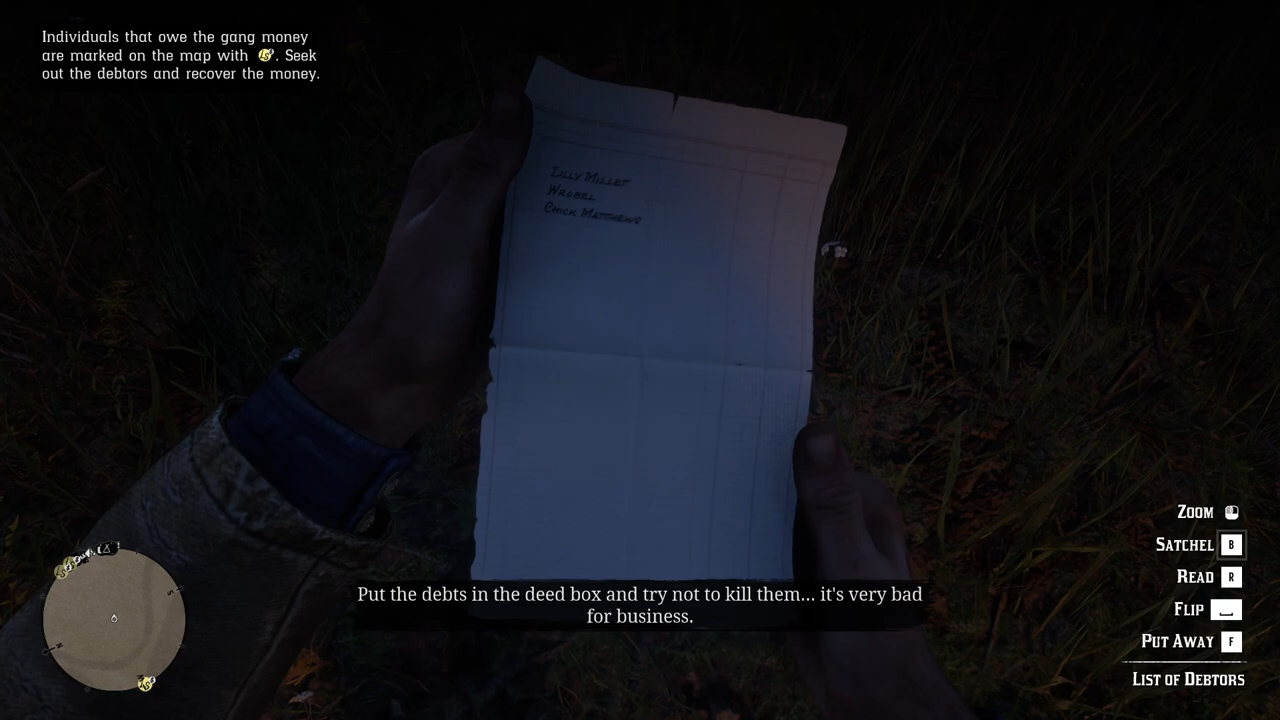 Individuals that owe the gang money
are marked on the map with LS. Seek
out the debtors and recover the money.
LILLY MILLET
WROBEL
CHICK MATTHEWS
Put the debts in the deed box and try not to kill them... it's very bad
for business.
ZOOM
SATCHEL B
READ R
FLIP
PUT AWAY F
LIST OF DEBTORS